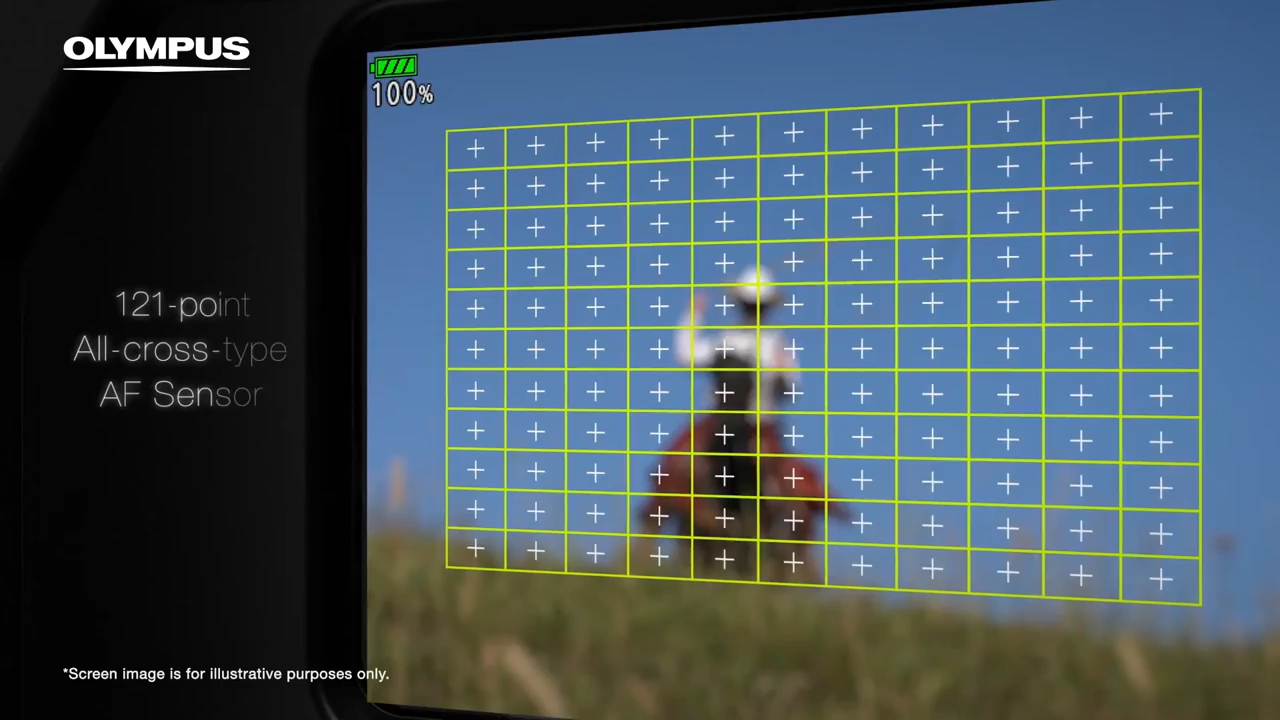 OLYMPUS
100%
121-point
All-cross-type
AF Sensor
*Screen image is for illustrative purposes only.